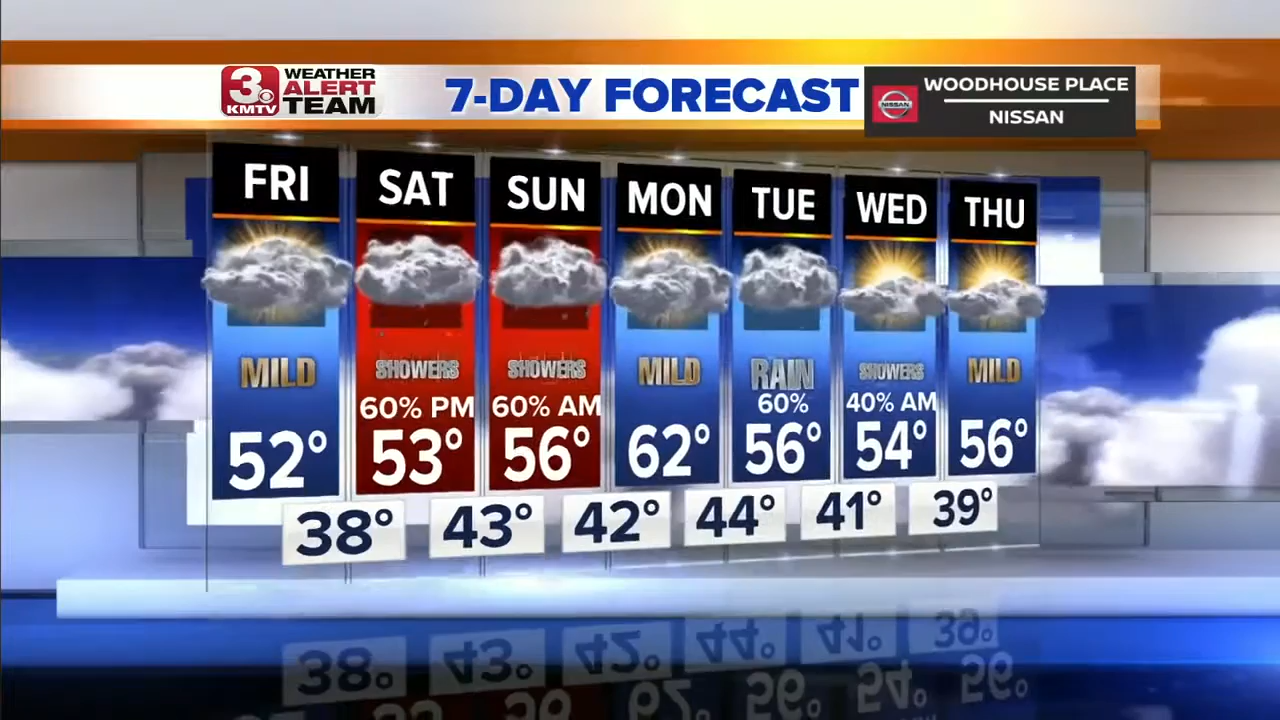 3 KMTV
WEATHER
ALERT
TEAM
7-DAY FORECAST
NISSAN
WOODHOUSE PLACE
NISSAN
FRI SAT SUN MON TUE WED THU
MILD SHOWERS SHOWERS MILD RAIN SHOWERS MILD
60% PM 60% AM 60% 40% AM
52° 53° 56° 62° 56° 54° 56°
38° 43° 42° 44° 41° 39°